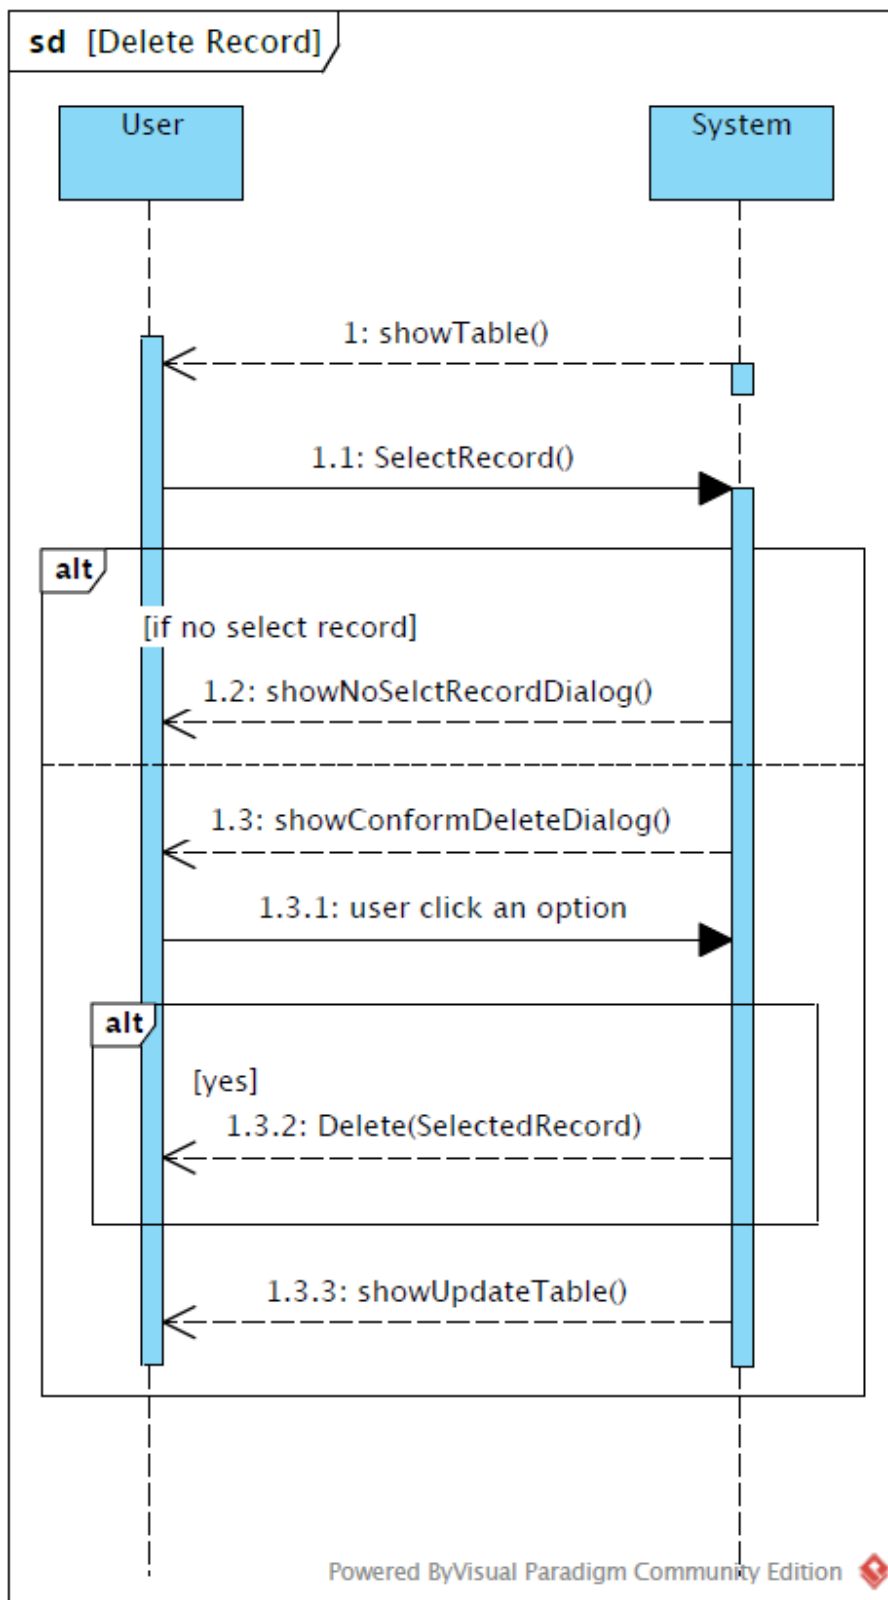 sd [Delete Record]
User
System
1: showTable()
1.1: SelectRecord()
alt
[if no select record]
1.2: showNoSelctRecordDialog()
1.3: showConformDeleteDialog()
1.3.1: user click an option
alt
[yes]
1.3.2: Delete(SelectedRecord)
1.3.3: showUpdateTable()
Powered ByVisual Paradigm Community Edition